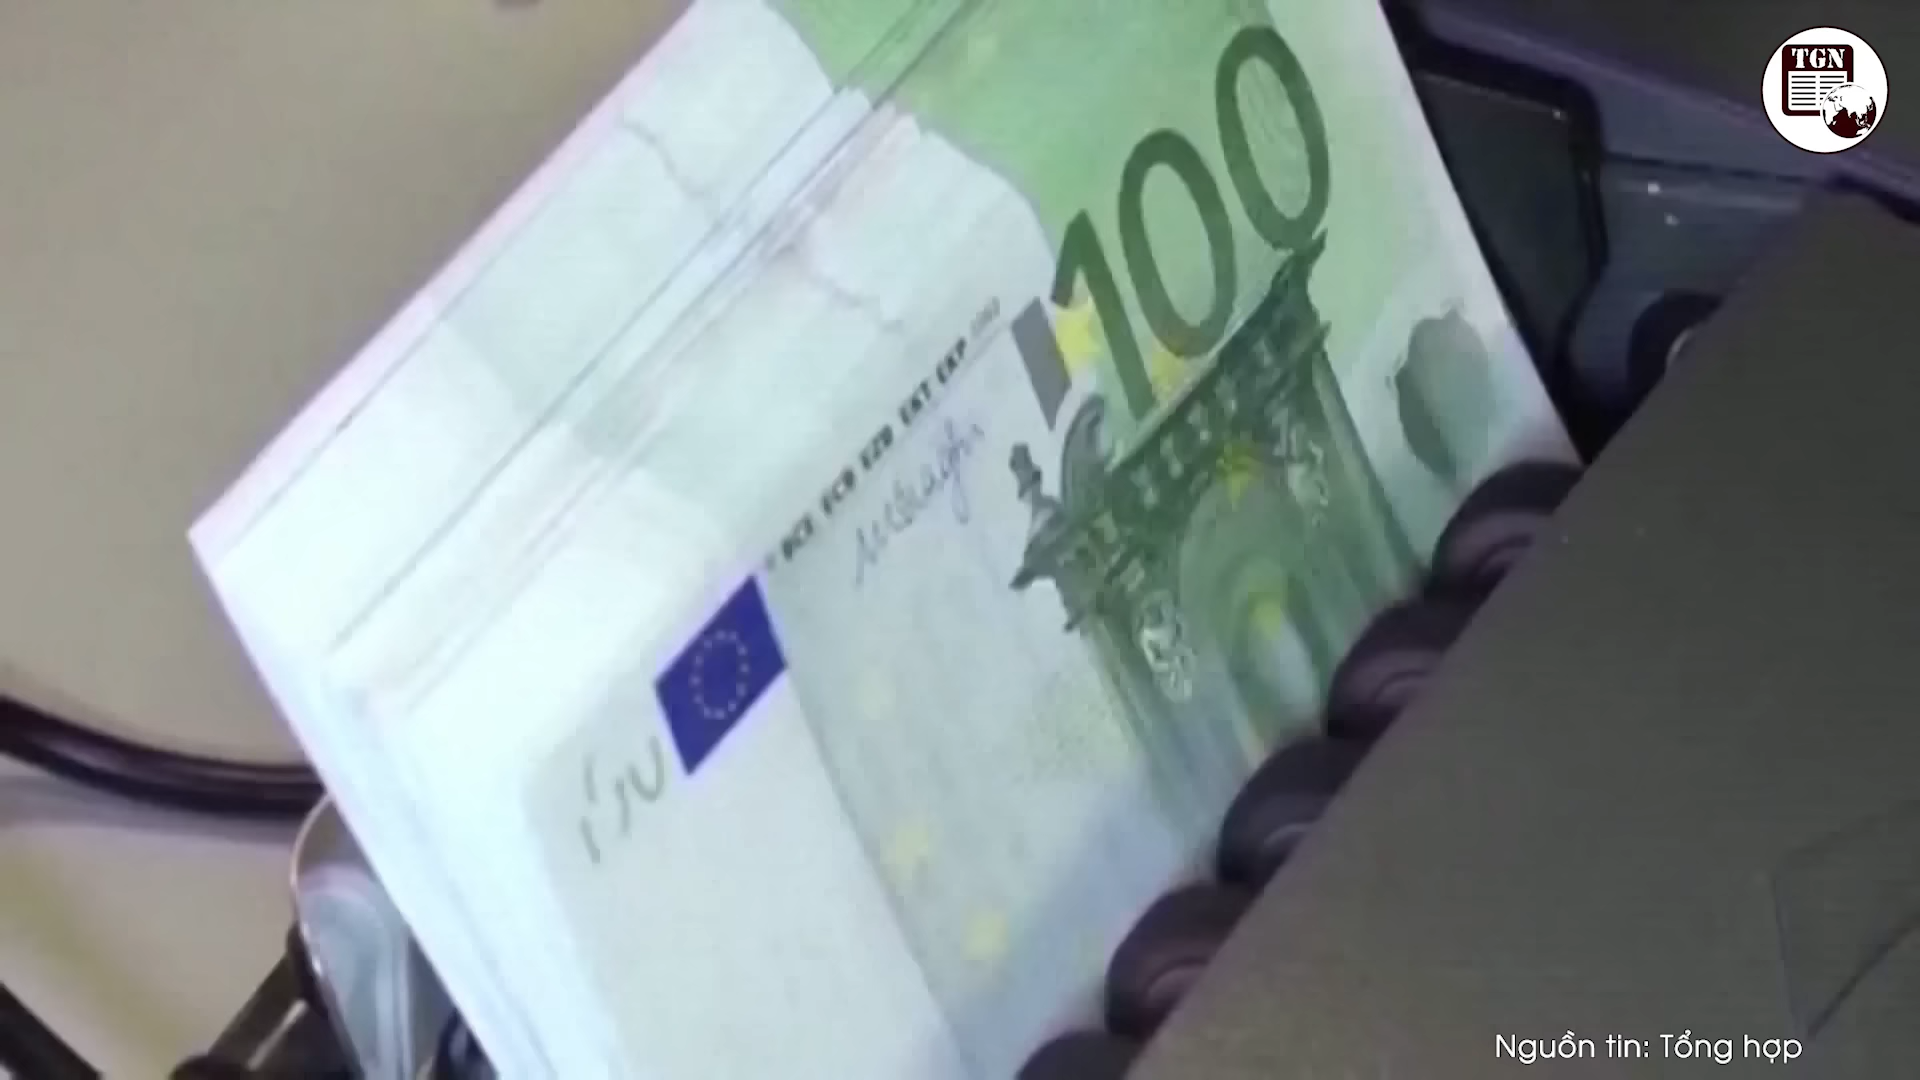 TGN
100
BCE ECB EZB EKT EKP
Nguồn tin: Tổng hợp